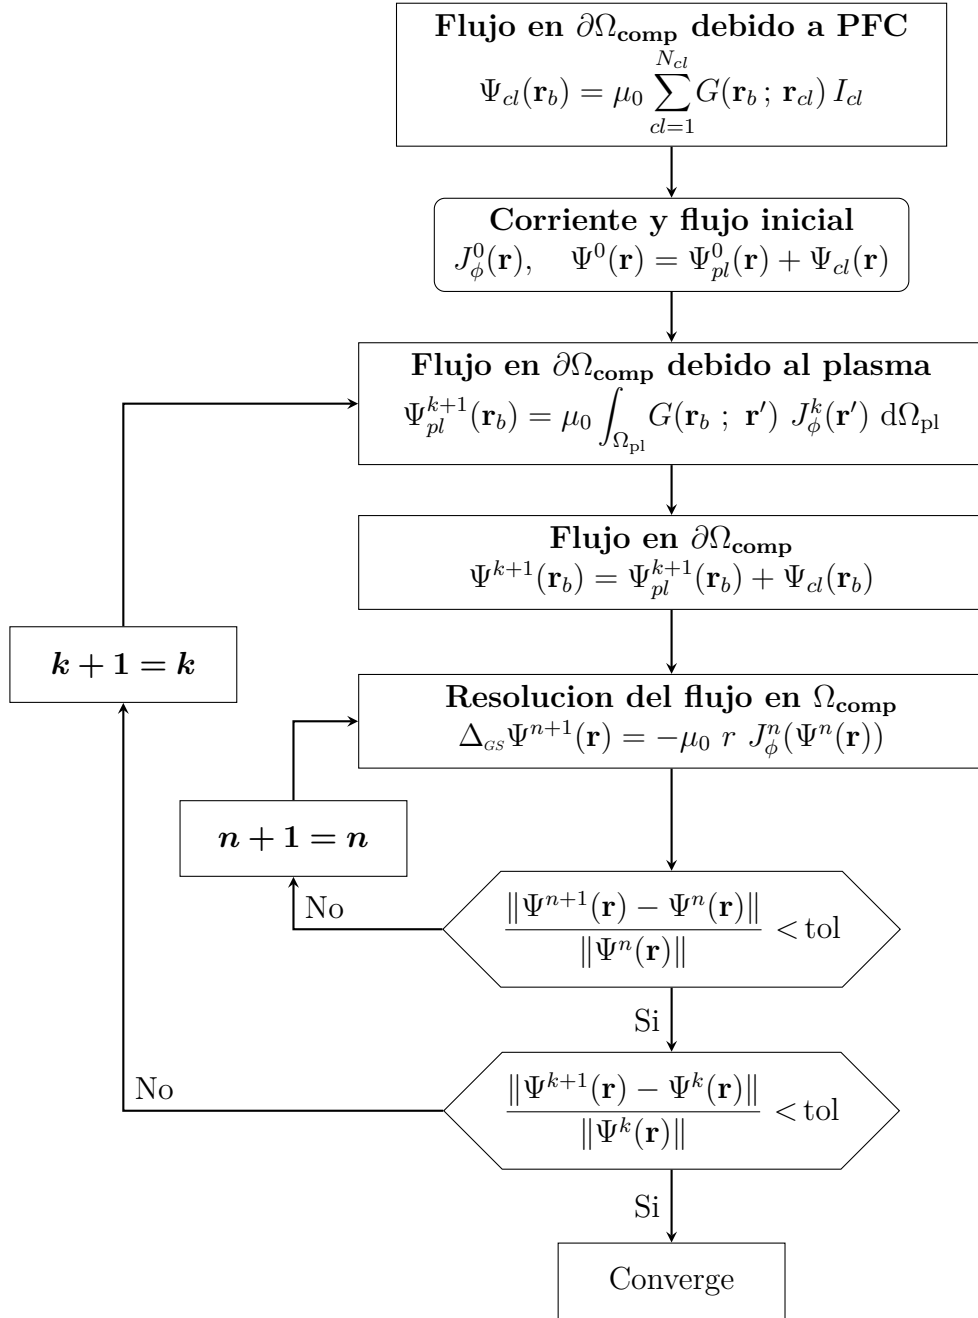 Flujo en ∂Ω_comp debido a PFC
Ψ_cl(r_b) = μ_0 ∑_{cl=1}^{N_cl} G(r_b ; r_cl) I_cl
Corriente y flujo inicial
J_ϕ^0(r), Ψ^0(r) = Ψ_pl^0(r) + Ψ_cl(r)
Flujo en ∂Ω_comp debido al plasma
Ψ_pl^{k+1}(r_b) = μ_0 ∫_{Ω_pl} G(r_b ; r′) J_ϕ^k(r′) dΩ_pl
Flujo en ∂Ω_comp
Ψ^{k+1}(r_b) = Ψ_pl^{k+1}(r_b) + Ψ_cl(r_b)
k + 1 = k
Resolucion del flujo en Ω_comp
Δ_GS Ψ^{n+1}(r) = −μ_0 r J_ϕ^n(Ψ^n(r))
n + 1 = n
No
‖Ψ^{n+1}(r) − Ψ^n(r)‖ / ‖Ψ^n(r)‖ < tol
Si
No
‖Ψ^{k+1}(r) − Ψ^k(r)‖ / ‖Ψ^k(r)‖ < tol
Si
Converge